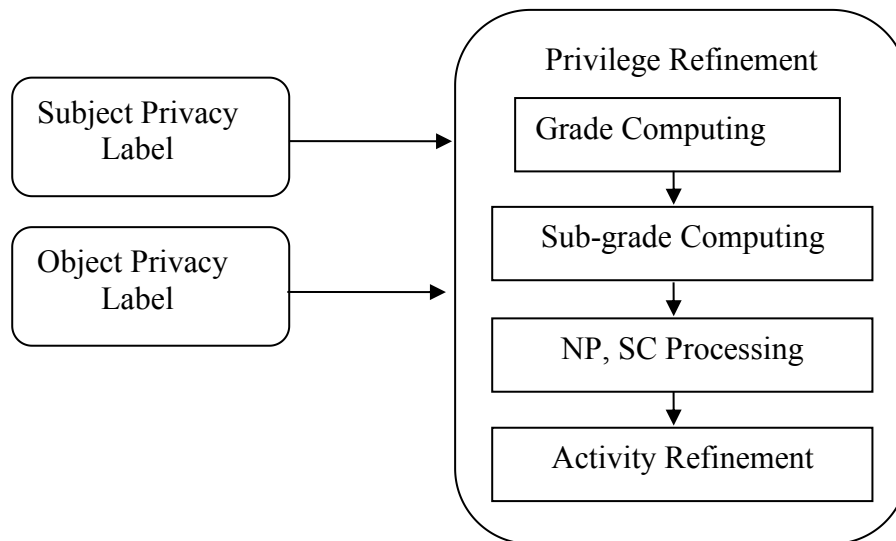 Subject Privacy
Label
Object Privacy
Label
Privilege Refinement
Grade Computing
Sub-grade Computing
NP, SC Processing
Activity Refinement